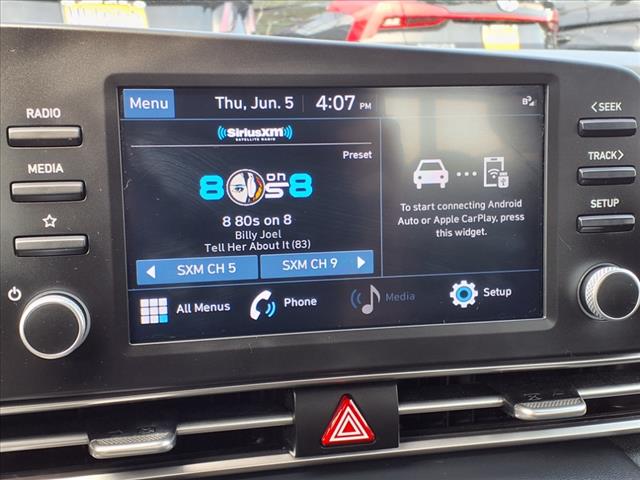 RADIO
MEDIA
Menu
Thu, Jun. 5
4:07 PM
B
SiriusXM
SATELLITE RADIO
Preset
80s on 8
8 80s on 8
Billy Joel
Tell Her About It (83)
SXM CH 5
SXM CH 9
To start connecting Android
Auto or Apple CarPlay, press
this widget.
All Menus
Phone
Media
Setup
< SEEK
TRACK >
SETUP